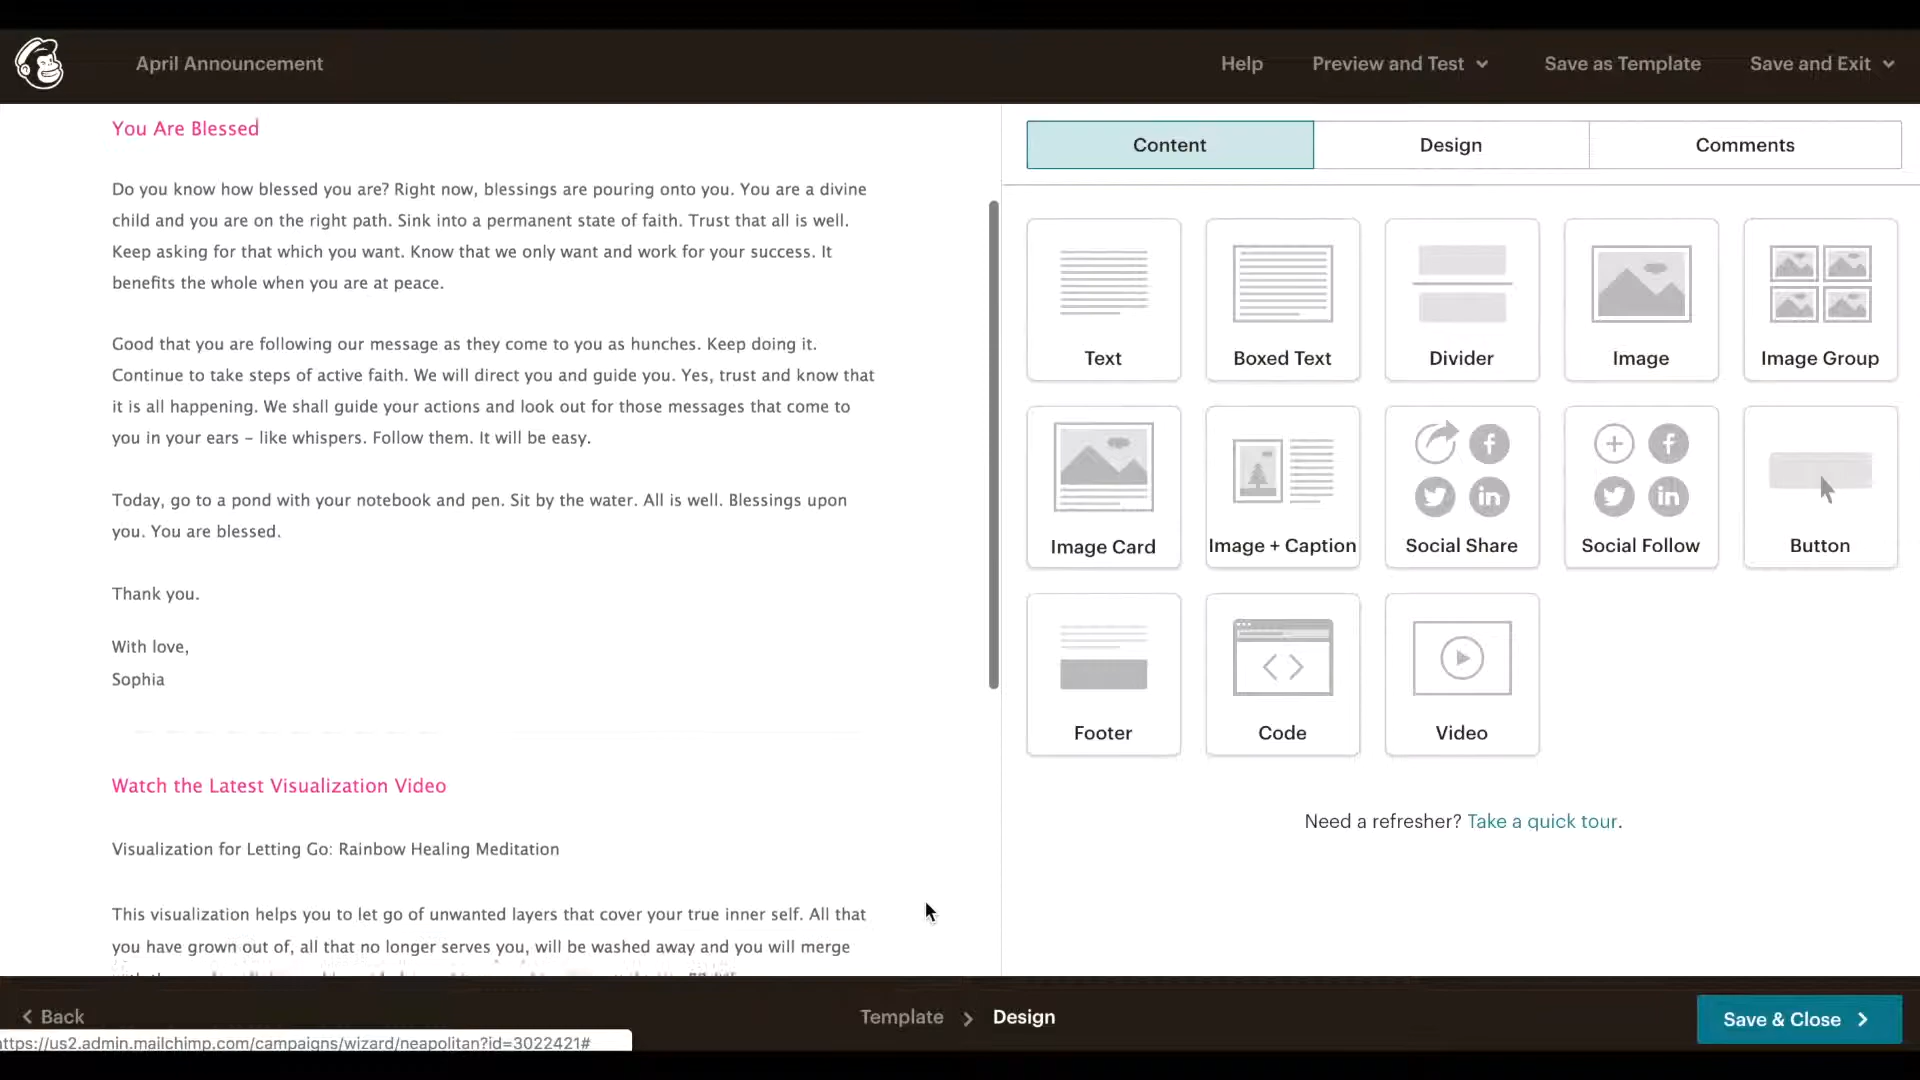 April Announcement
Help
Preview and Test
Save as Template
Save and Exit
You Are Blessed
Do you know how blessed you are? Right now, blessings are pouring onto you. You are a divine
child and you are on the right path. Sink into a permanent state of faith. Trust that all is well.
Keep asking for that which you want. Know that we only want and work for your success. It
benefits the whole when you are at peace.
Good that you are following our message as they come to you as hunches. Keep doing it.
Continue to take steps of active faith. We will direct you and guide you. Yes, trust and know that
it is all happening. We shall guide your actions and look out for those messages that come to
you in your ears – like whispers. Follow them. It will be easy.
Today, go to a pond with your notebook and pen. Sit by the water. All is well. Blessings upon
you. You are blessed.
Thank you.
With love,
Sophia
Watch the Latest Visualization Video
Visualization for Letting Go: Rainbow Healing Meditation
This visualization helps you to let go of unwanted layers that cover your true inner self. All that
you have grown out of, all that no longer serves you, will be washed away and you will merge
Content
Design
Comments
Text
Boxed Text
Divider
Image
Image Group
Image Card
Image + Caption
Social Share
Social Follow
Button
Footer
Code
Video
Need a refresher? Take a quick tour.
Back
Template
Design
Save & Close
ttps://us2.admin.mailchimp.com/campaigns/wizard/neapolitan?id=3022421#